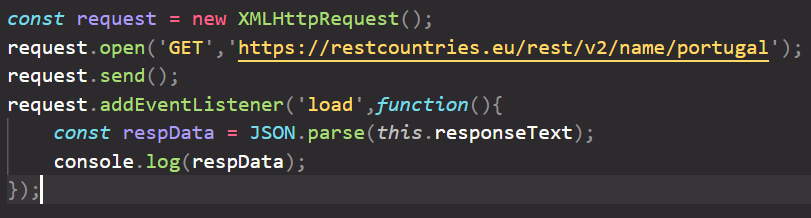 const request = new XMLHttpRequest();
request.open('GET','https://restcountries.eu/rest/v2/name/portugal');
request.send();
request.addEventListener('load',function(){
    const respData = JSON.parse(this.responseText);
    console.log(respData);
});